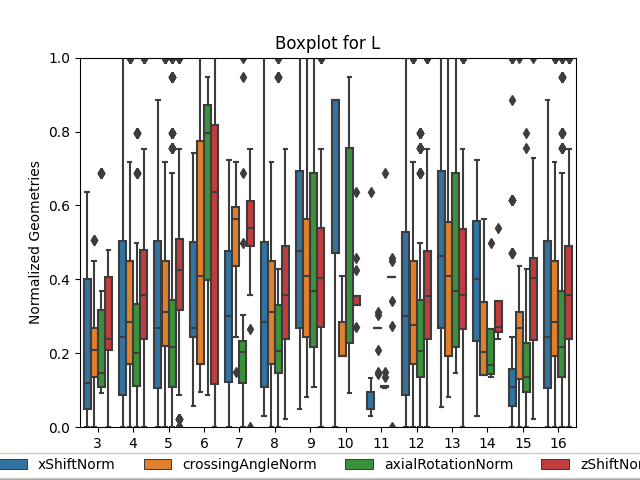 Boxplot for L
1.0
0.8
0.6
0.4
0.2
0.0
Normalized Geometries
3 4 5 6 7 8 9 10 11 12 13 14 15 16
xShiftNorm crossingAngleNorm axialRotationNorm zShiftNor